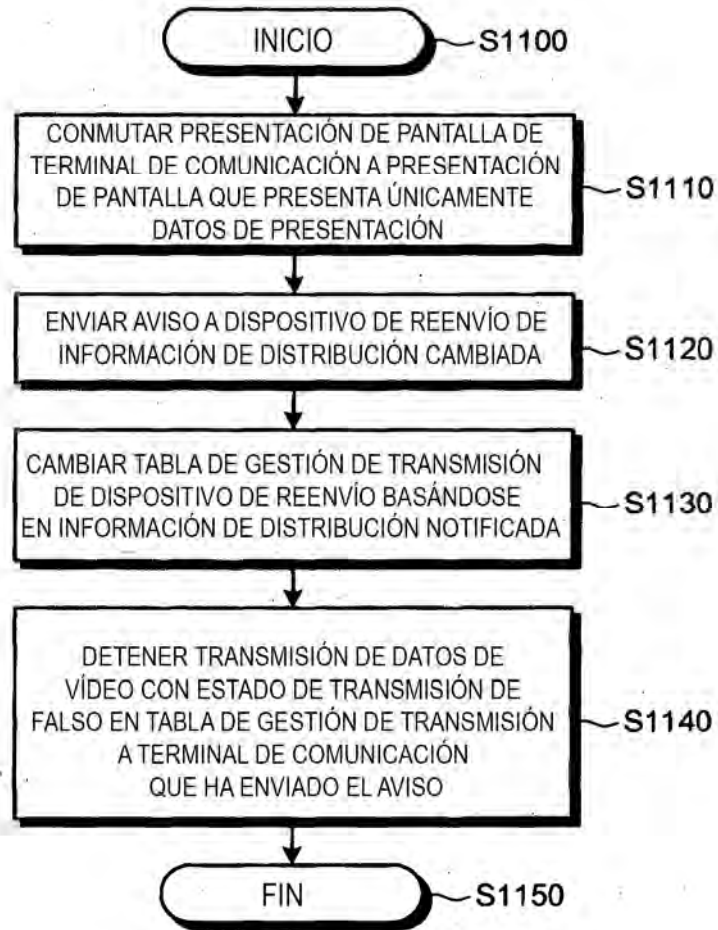 INICIO
S1100
CONMUTAR PRESENTACIÓN DE PANTALLA DE
TERMINAL DE COMUNICACIÓN A PRESENTACIÓN
DE PANTALLA QUE PRESENTA ÚNICAMENTE
DATOS DE PRESENTACIÓN
S1110
ENVIAR AVISO A DISPOSITIVO DE REENVÍO DE
INFORMACIÓN DE DISTRIBUCIÓN CAMBIADA
S1120
CAMBIAR TABLA DE GESTIÓN DE TRANSMISIÓN
DE DISPOSITIVO DE REENVÍO BASÁNDOSE
EN INFORMACIÓN DE DISTRIBUCIÓN NOTIFICADA
S1130
DETENER TRANSMISIÓN DE DATOS DE
VÍDEO CON ESTADO DE TRANSMISIÓN DE
FALSO EN TABLA DE GESTIÓN DE TRANSMISIÓN
A TERMINAL DE COMUNICACIÓN
QUE HA ENVIADO EL AVISO
S1140
FIN
S1150